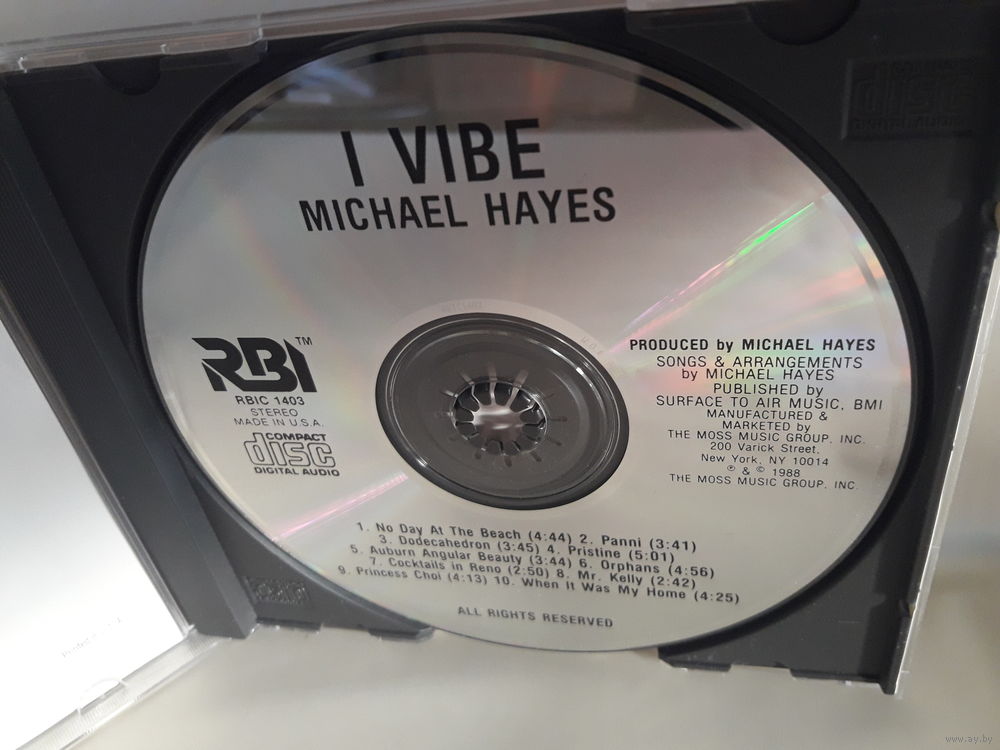 I VIBE
MICHAEL HAYES
RBI™
RBIC 1403
STEREO
MADE IN U.S.A.
COMPACT
disc
DIGITAL AUDIO
PRODUCED by MICHAEL HAYES
SONGS & ARRANGEMENTS
by MICHAEL HAYES
PUBLISHED by
SURFACE TO AIR MUSIC, BMI
MANUFACTURED &
MARKETED by
THE MOSS MUSIC GROUP, INC.
200 Varick Street,
New York, NY 10014
℗ & © 1988
THE MOSS MUSIC GROUP, INC.
1. No Day At The Beach (4:44) 2. Panni (3:41)
3. Dodecahedron (3:45) 4. Pristine (5:01)
5. Auburn Angular Beauty (3:44) 6. Orphans (4:56)
7. Cocktails in Reno (2:50) 8. Mr. Kelly (2:42)
9. Princess Choi (4:13) 10. When It Was My Home (4:25)
ALL RIGHTS RESERVED
disc
DIGITAL AUDIO
www.ay.by